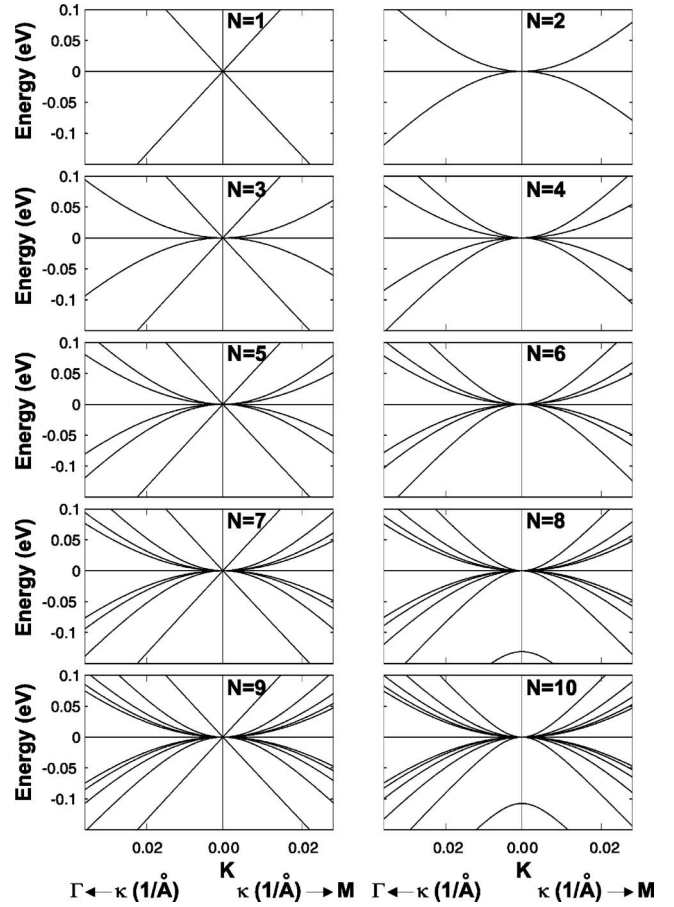 0.1 N=1 N=2
0.05
0
-0.05
-0.1
Energy (eV)
0.1 N=3 N=4
0.05
0
-0.05
-0.1
Energy (eV)
0.1 N=5 N=6
0.05
0
-0.05
-0.1
Energy (eV)
0.1 N=7 N=8
0.05
0
-0.05
-0.1
Energy (eV)
0.1 N=9 N=10
0.05
0
-0.05
-0.1
Energy (eV)
0.02 0.00 0.02 0.02 0.00 0.02
K K
Γ ← κ (1/Å) κ (1/Å) → M Γ ← κ (1/Å) κ (1/Å) → M